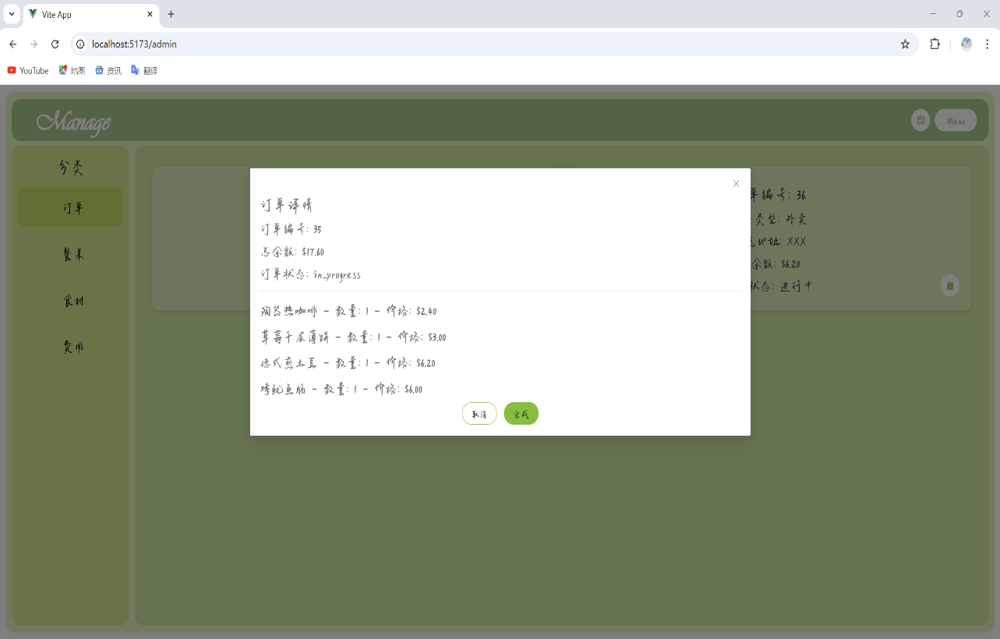 Vite App
localhost:5173/admin
YouTube 地图 资讯 翻译
Manage
Menu
分类
订单
餐桌
食材
费用
订单详情
订单编号: 35
总金额: $17.60
订单状态: in_progress
陶器热咖啡 - 数量: 1 - 价格: $2.40
草莓千层薄饼 - 数量: 1 - 价格: $3.00
德式煎土豆 - 数量: 1 - 价格: $6.20
烤鱿鱼肠 - 数量: 1 - 价格: $6.00
取消
完成
单编号: 36
类型: 外卖
地址: XXX
金额: $6.20
状态: 进行中